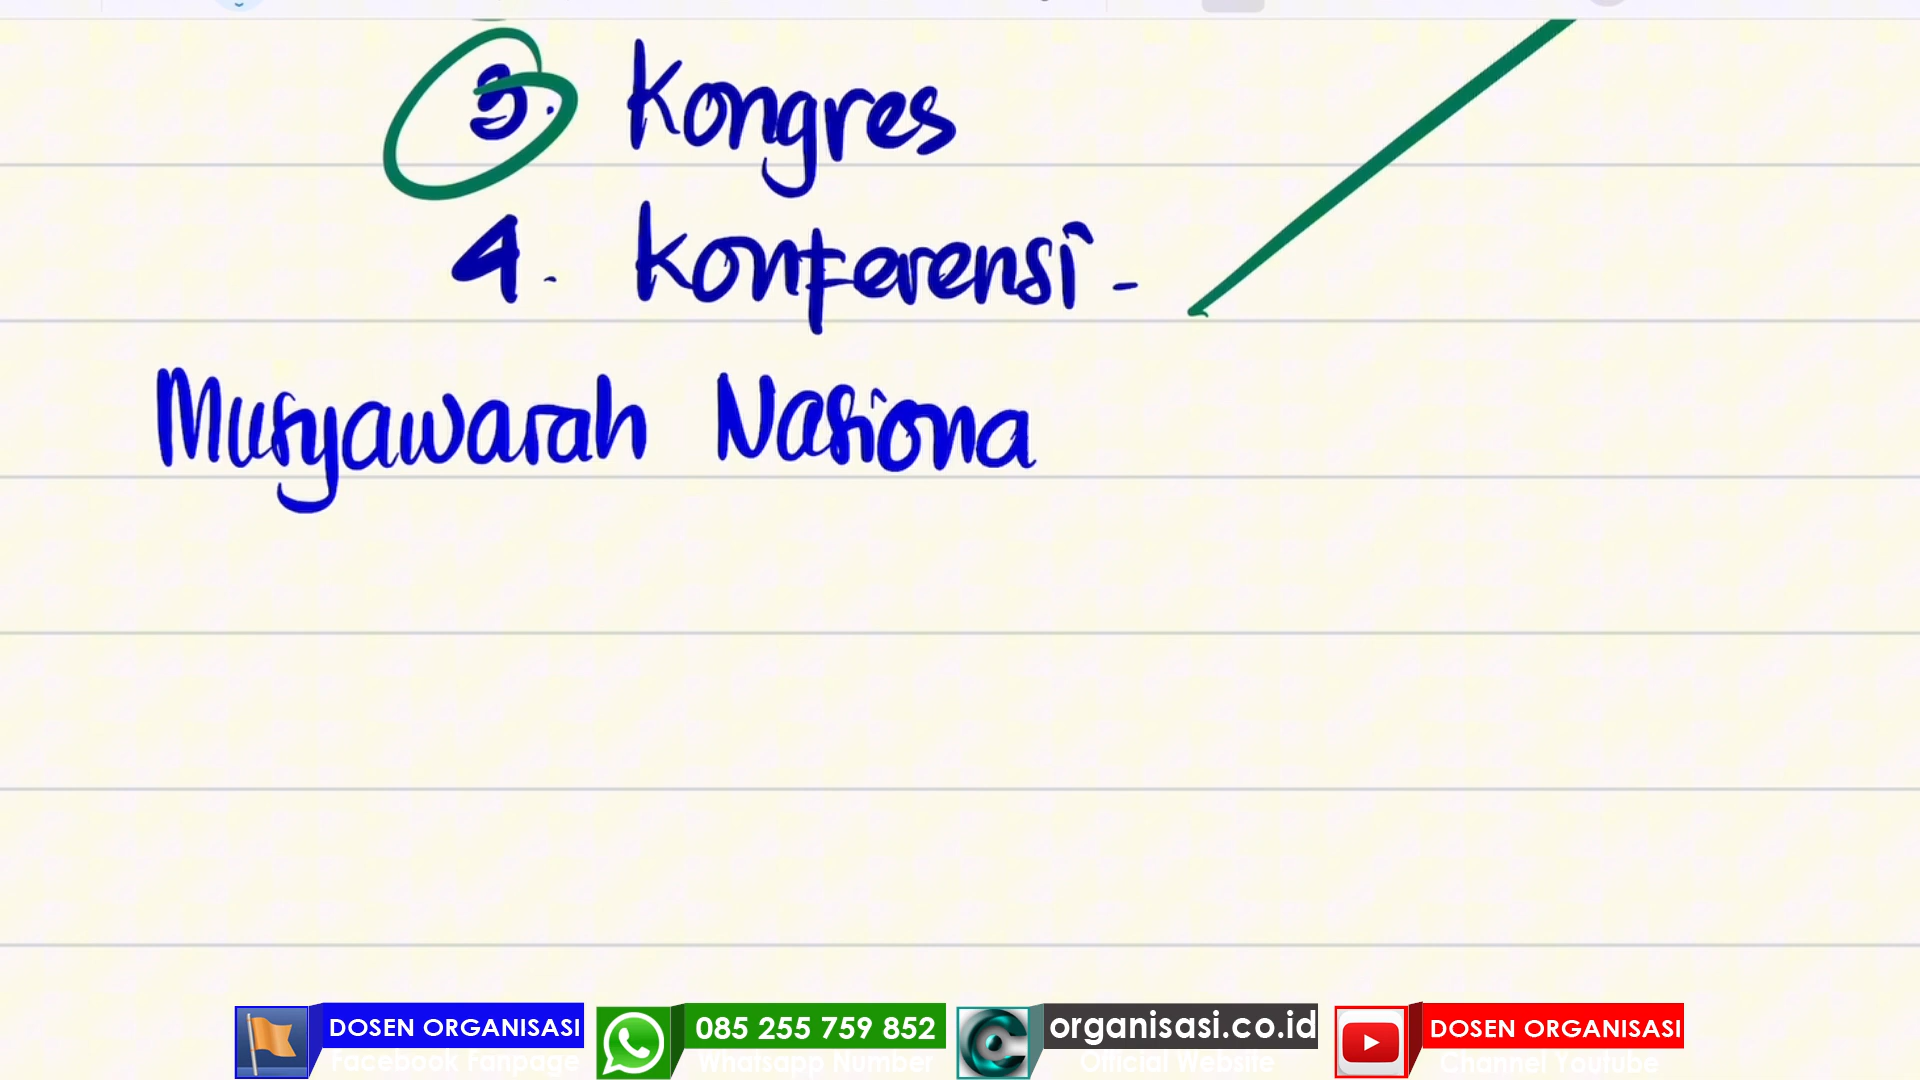 3. Kongres
4. Konferensi -
Musyawarah Nasiona
DOSEN ORGANISASI
Facebook Fanpage
085 255 759 852
Whatsapp Number
organisasi.co.id
Official Website
DOSEN ORGANISASI
Channel Youtube